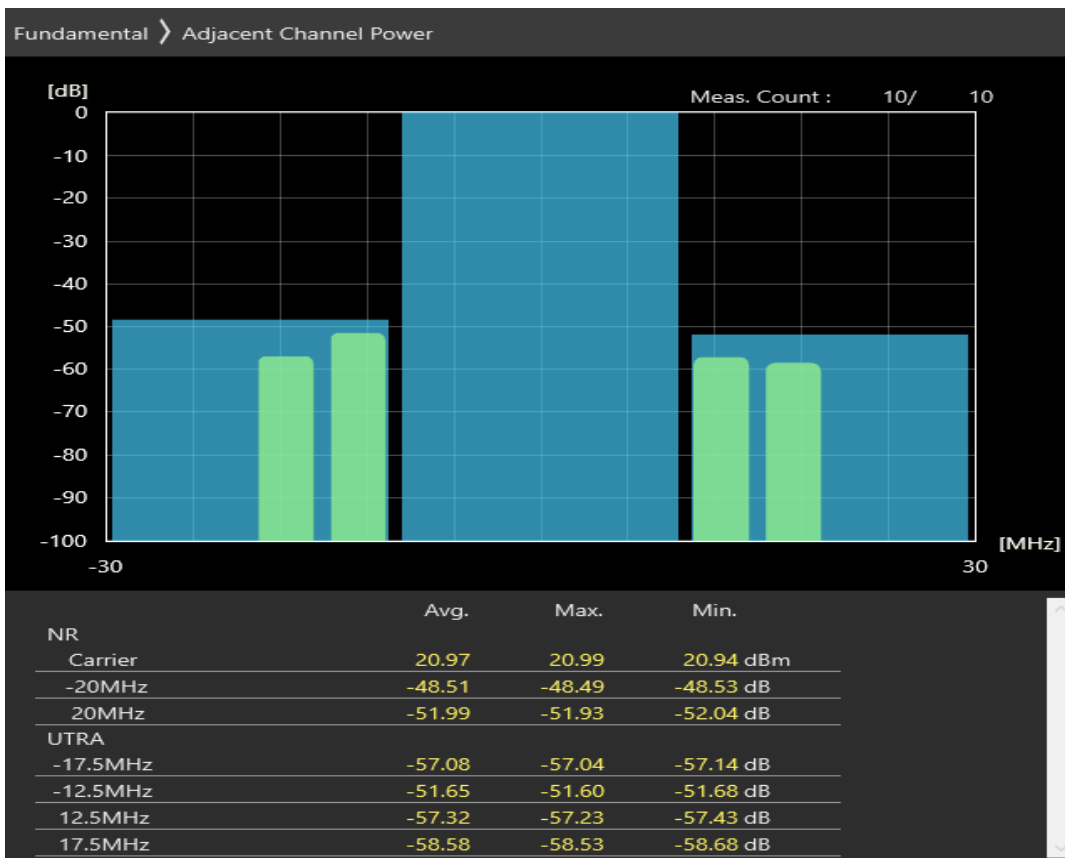 Fundamental 〉 Adjacent Channel Power
[dB]
Meas. Count : 10/ 10
0
-10
-20
-30
-40
-50
-60
-70
-80
-90
-100
[MHz]
-30 30
Avg. Max. Min.
NR
Carrier 20.97 20.99 20.94 dBm
-20MHz -48.51 -48.49 -48.53 dB
20MHz -51.99 -51.93 -52.04 dB
UTRA
-17.5MHz -57.08 -57.04 -57.14 dB
-12.5MHz -51.65 -51.60 -51.68 dB
12.5MHz -57.32 -57.23 -57.43 dB
17.5MHz -58.58 -58.53 -58.68 dB